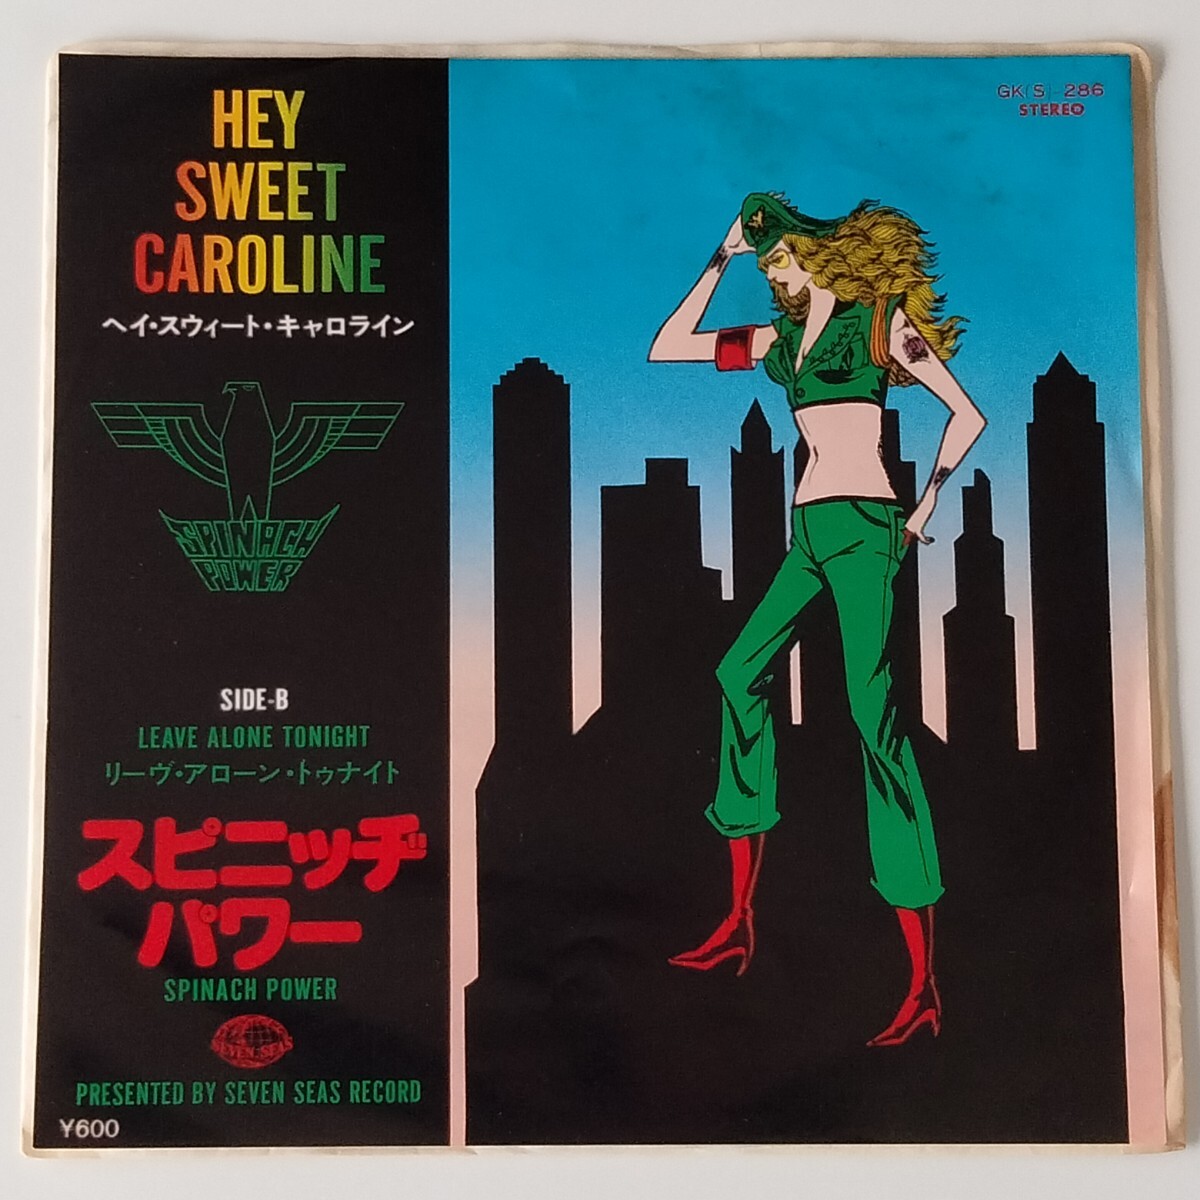 HEY
SWEET
CAROLINE
ヘイ・スウィート・キャロライン
SPINACH
POWER
SIDE-B
LEAVE ALONE TONIGHT
リーヴ・アローン・トゥナイト
スピニッヂ
パワー
SPINACH POWER
SEVEN SEAS
PRESENTED BY SEVEN SEAS RECORD
¥600
GK(S)-286
STEREO